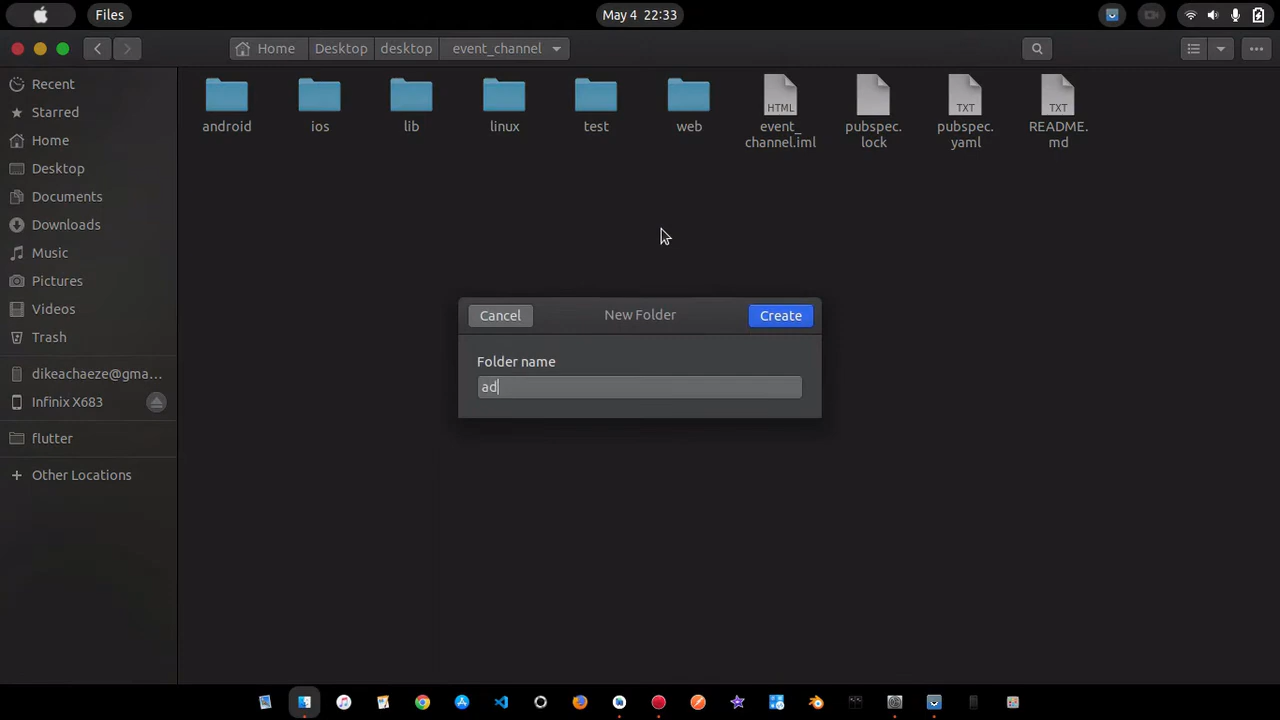 Files
May 4 22:33
Home
Desktop
desktop
event_channel
Recent
Starred
Home
Desktop
Documents
Downloads
Music
Pictures
Videos
Trash
dikeachaeze@gma...
Infinix X683
flutter
+ Other Locations
android
ios
lib
linux
test
web
HTML
event_
channel.iml
pubspec.
lock
TXT
pubspec.
yaml
TXT
README.
md
Cancel
New Folder
Create
Folder name
ad